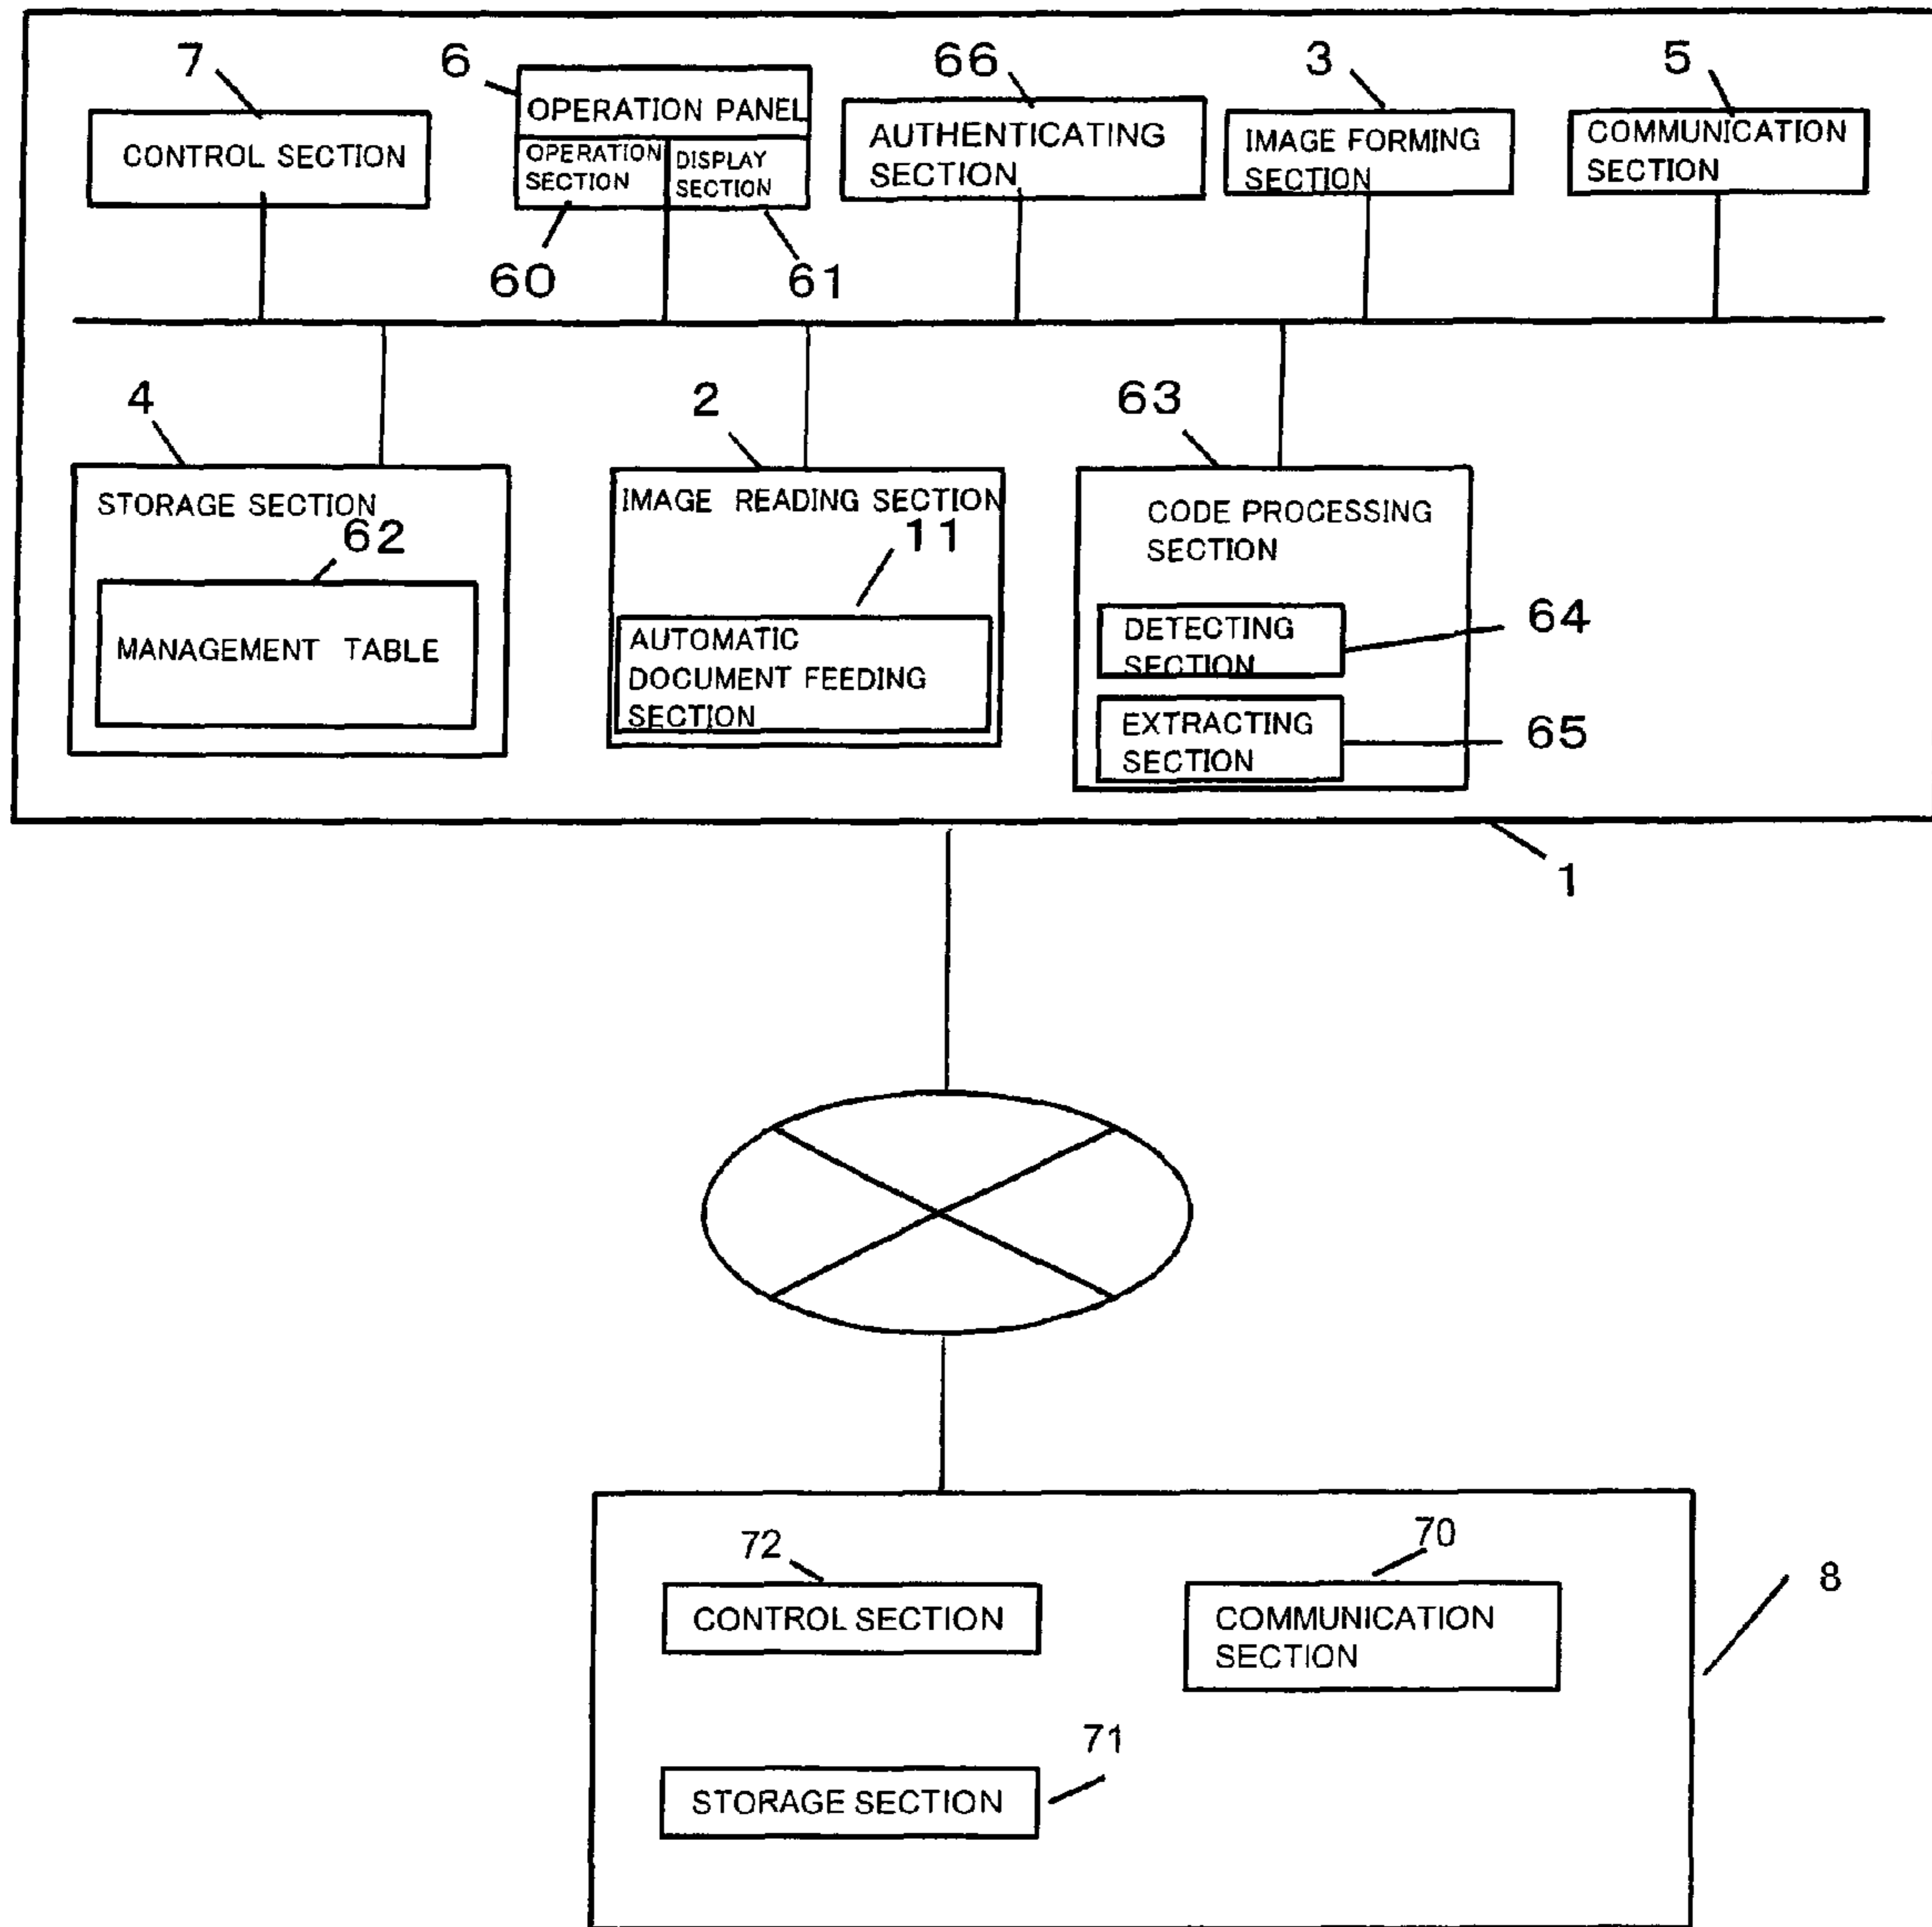 7
6
66
3
5
CONTROL SECTION
OPERATION PANEL
OPERATION
SECTION
DISPLAY
SECTION
AUTHENTICATING
SECTION
IMAGE FORMING
SECTION
COMMUNICATION
SECTION
60
61
4
2
63
STORAGE SECTION
62
MANAGEMENT TABLE
IMAGE READING SECTION
11
AUTOMATIC
DOCUMENT FEEDING
SECTION
CODE PROCESSING
SECTION
DETECTING
SECTION
64
EXTRACTING
SECTION
65
1
72
70
8
CONTROL SECTION
COMMUNICATION
SECTION
71
STORAGE SECTION